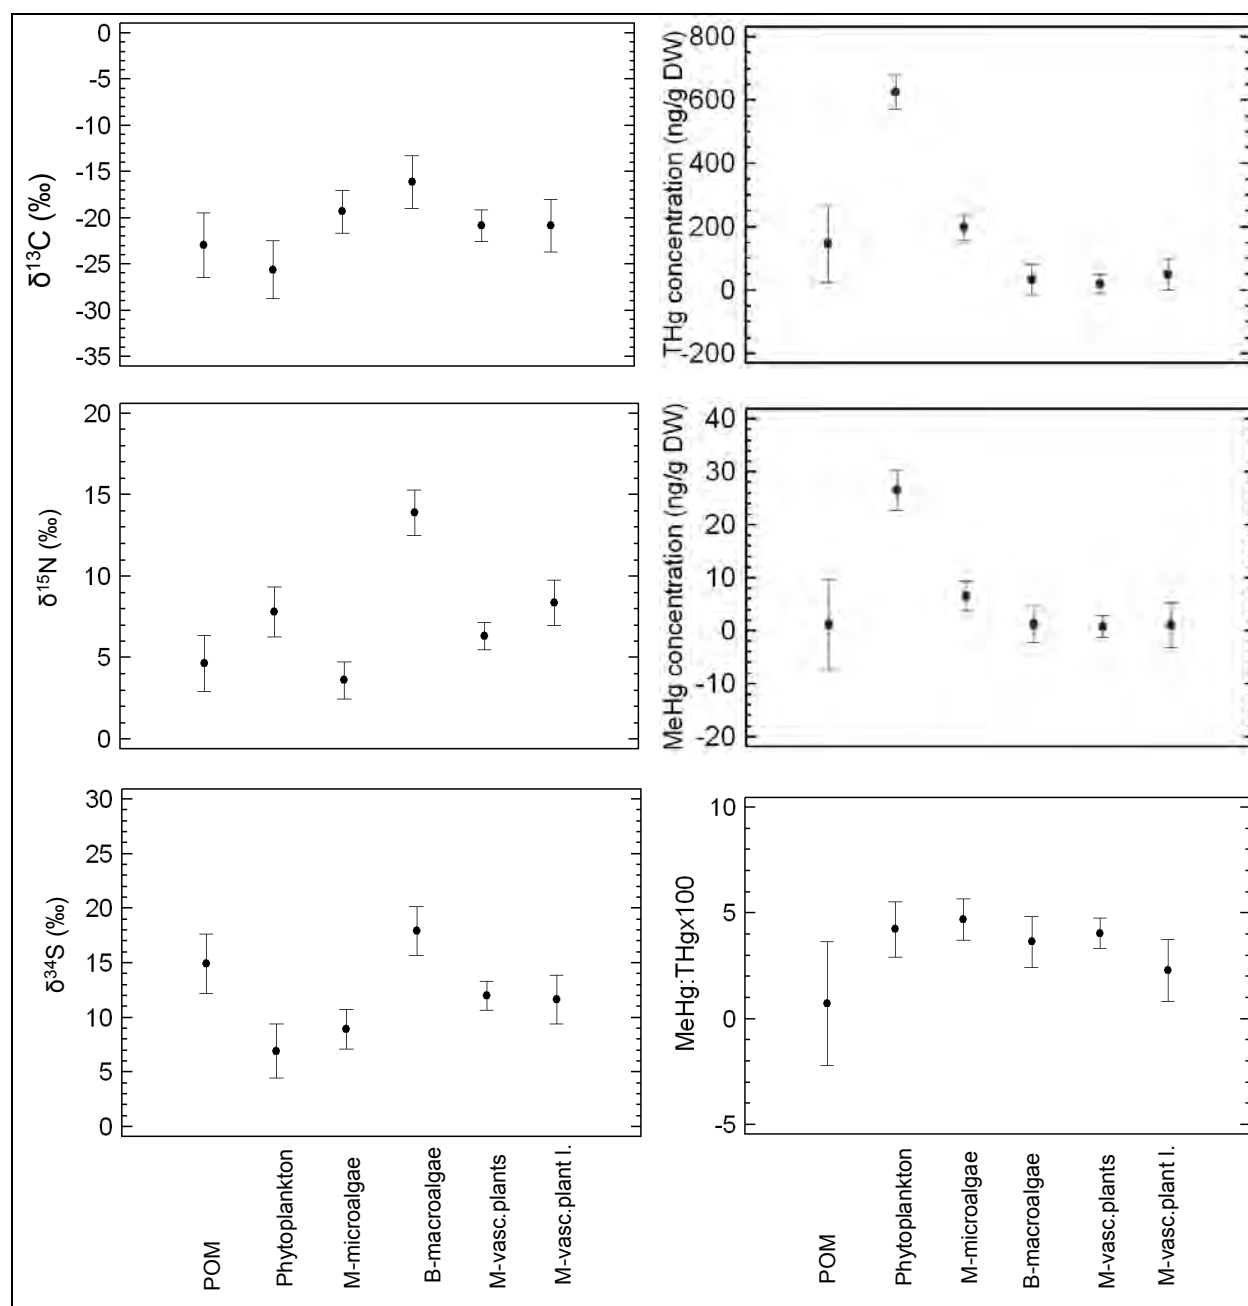 δ13C (‰)
0
-5
-10
-15
-20
-25
-30
-35
THg concentration (ng/g DW)
800
600
400
200
0
-200
δ15N (‰)
20
15
10
5
0
MeHg concentration (ng/g DW)
40
30
20
10
0
-10
-20
δ34S (‰)
30
25
20
15
10
5
0
MeHg:THgx100
10
5
0
-5
POM
Phytoplankton
M-microalgae
B-macroalgae
M-vasc.plants
M-vasc.plant l.
POM
Phytoplankton
M-microalgae
B-macroalgae
M-vasc.plants
M-vasc.plant l.